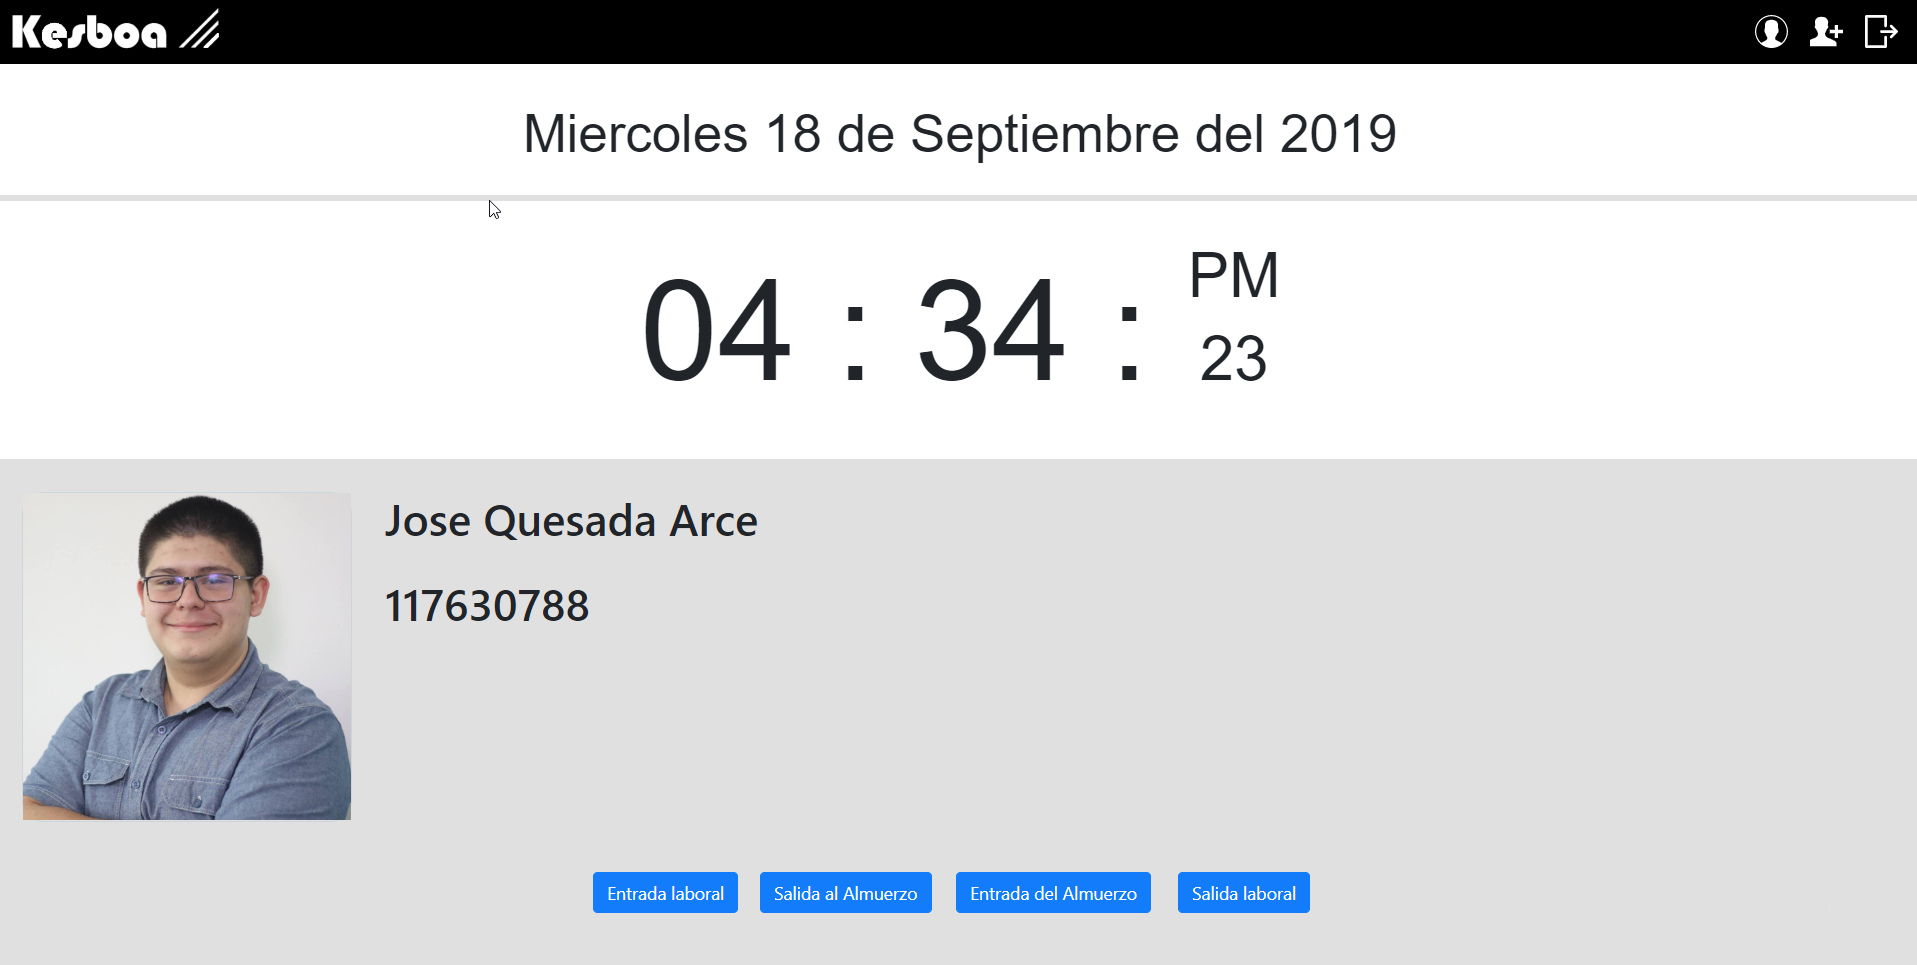 Kesboa
Miercoles 18 de Septiembre del 2019
04 : 34 : PM 23
Jose Quesada Arce
117630788
Entrada laboral Salida al Almuerzo Entrada del Almuerzo Salida laboral